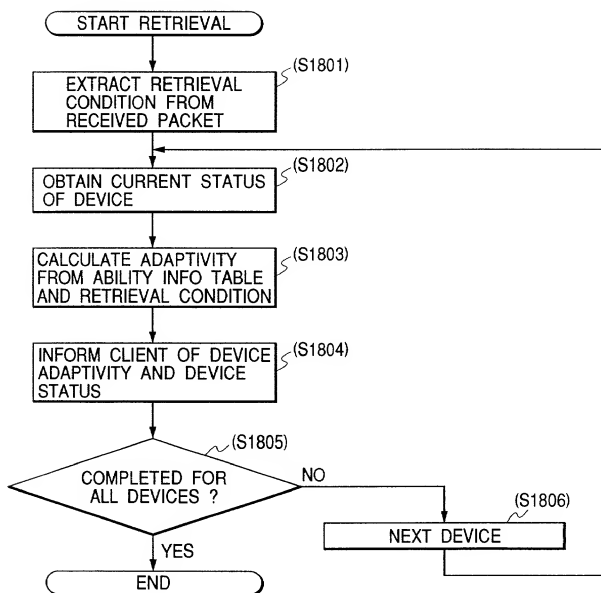 START RETRIEVAL
(S1801)
EXTRACT RETRIEVAL
CONDITION FROM
RECEIVED PACKET
(S1802)
OBTAIN CURRENT STATUS
OF DEVICE
(S1803)
CALCULATE ADAPTIVITY
FROM ABILITY INFO TABLE
AND RETRIEVAL CONDITION
(S1804)
INFORM CLIENT OF DEVICE
ADAPTIVITY AND DEVICE
STATUS
(S1805)
COMPLETED FOR
ALL DEVICES ?
NO
(S1806)
NEXT DEVICE
YES
END